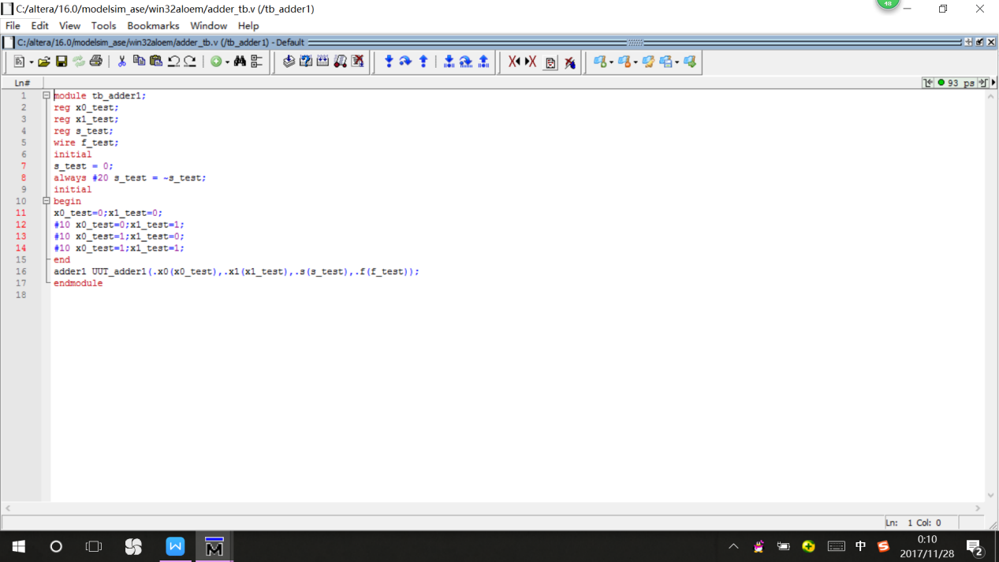 C:/altera/16.0/modelsim_ase/win32aloem/adder_tb.v (/tb_adder1)
48
File Edit View Tools Bookmarks Window Help
C:/altera/16.0/modelsim_ase/win32aloem/adder_tb.v (/tb_adder1) - Default
Ln#
93 ps
1 module tb_adder1;
2 reg x0_test;
3 reg x1_test;
4 reg s_test;
5 wire f_test;
6 initial
7 s_test = 0;
8 always #20 s_test = ~s_test;
9 initial
10 begin
11 x0_test=0;x1_test=0;
12 #10 x0_test=0;x1_test=1;
13 #10 x0_test=1;x1_test=0;
14 #10 x0_test=1;x1_test=1;
15 end
16 adder1 UUT_adder1(.x0(x0_test),.x1(x1_test),.s(s_test),.f(f_test));
17 endmodule
18
Ln: 1 Col: 0
中
0:10
2017/11/28
2